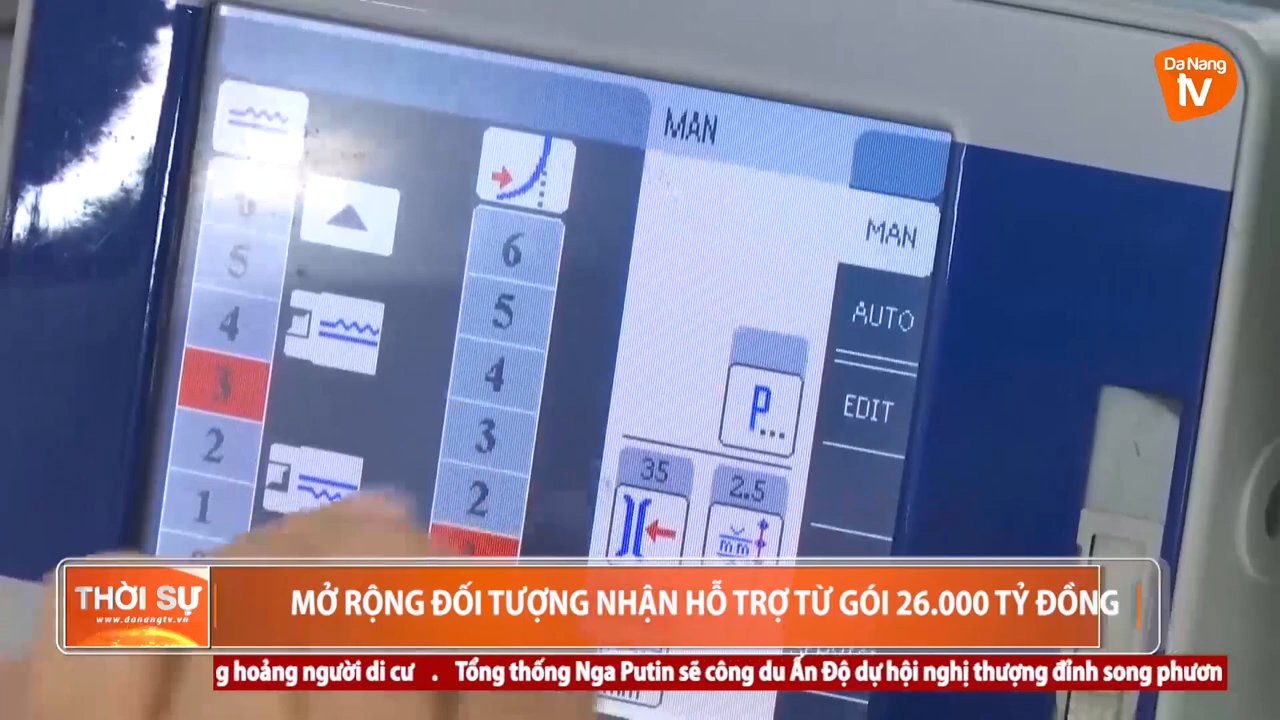 Da Nang
tv
MAN
MAN
AUTO
EDIT
6
5
4
3
2
1
6
5
4
3
2
P...
35
2.5
mm
THỜI SỰ
www.danangtv.vn
MỞ RỘNG ĐỐI TƯỢNG NHẬN HỖ TRỢ TỪ GÓI 26.000 TỶ ĐỒNG
g hoảng người di cư . Tổng thống Nga Putin sẽ công du Ấn Độ dự hội nghị thượng đỉnh song phươn